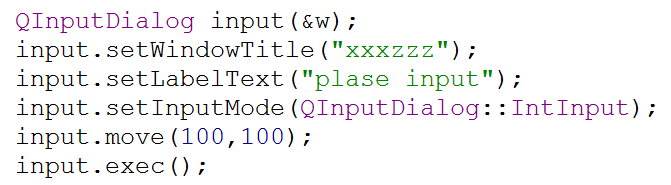 QInputDialog input(&w);
input.setWindowTitle("xxxzzz");
input.setLabelText("plase input");
input.setInputMode(QInputDialog::IntInput);
input.move(100,100);
input.exec();